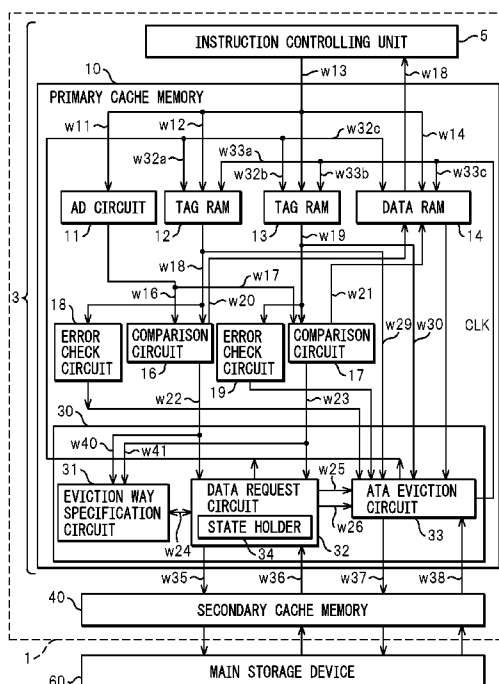 INSTRUCTION CONTROLLING UNIT
5
10
w13
w18
PRIMARY CACHE MEMORY
w11
w12
w32c
w14
w32a
w33a
w32b
w33b
w33c
AD CIRCUIT
TAG RAM
TAG RAM
DATA RAM
11
12
13
w19
14
w18
w17
w16
w20
w21
w29
w30
CLK
3
18
ERROR
CHECK
CIRCUIT
COMPARISON
CIRCUIT
ERROR
CHECK
CIRCUIT
COMPARISON
CIRCUIT
16
19
17
w22
w23
30
w40
w41
31
EVICTION WAY
SPECIFICATION
CIRCUIT
w24
DATA REQUEST
CIRCUIT
STATE HOLDER
34
32
w25
w26
ATA EVICTION
CIRCUIT
33
w35
w36
w37
w38
40
SECONDARY CACHE MEMORY
1
60
MAIN STORAGE DEVICE